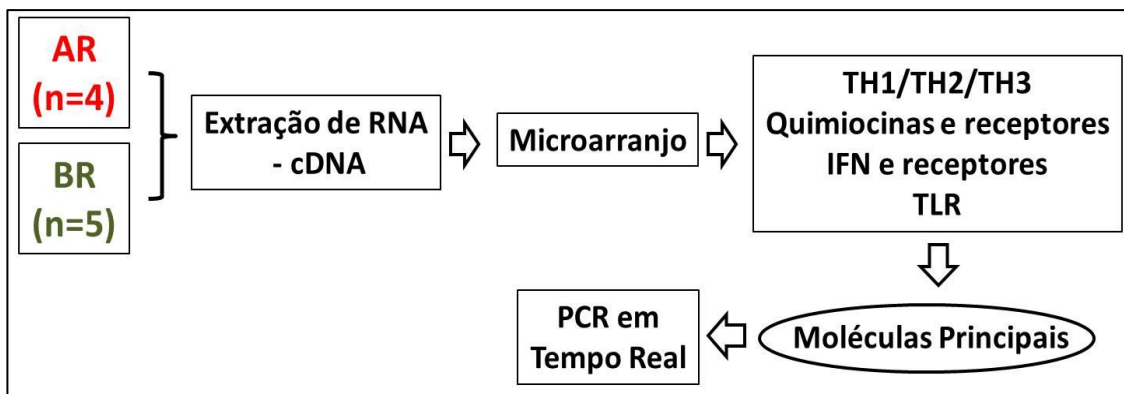 AR
(n=4)
BR
(n=5)
Extração de RNA
- cDNA
Microarranjo
TH1/TH2/TH3
Quimiocinas e receptores
IFN e receptores
TLR
Moléculas Principais
PCR em
Tempo Real